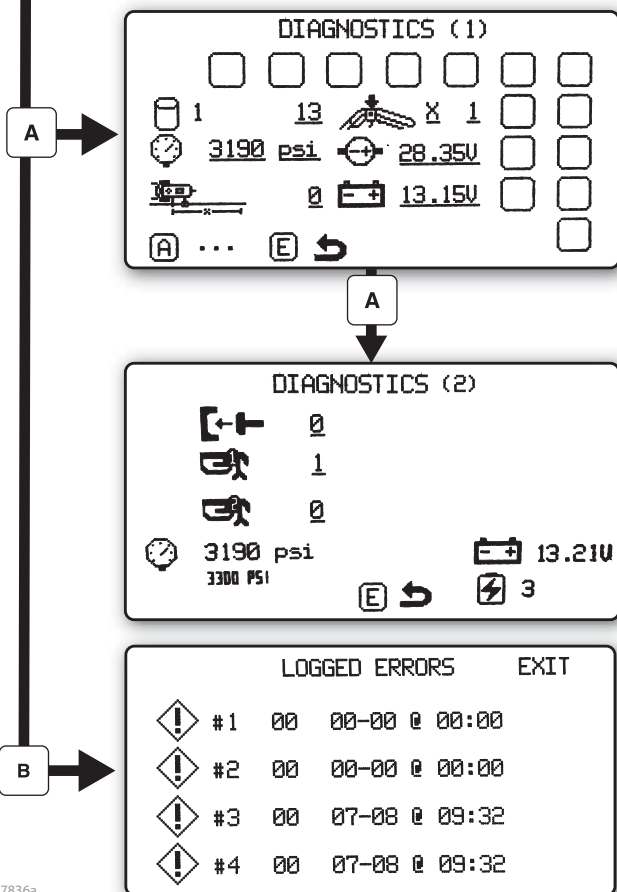 DIAGNOSTICS (1)
1 13 X 1
A
3190 psi 28.35V
0 - + 13.15V
A ... E
A
DIAGNOSTICS (2)
0
1
0
3190 psi - + 13.21V
3300 PSI
E 3
LOGGED ERRORS EXIT
#1 00 00-00 @ 00:00
#2 00 00-00 @ 00:00
B
#3 00 07-08 @ 09:32
#4 00 07-08 @ 09:32
7836a